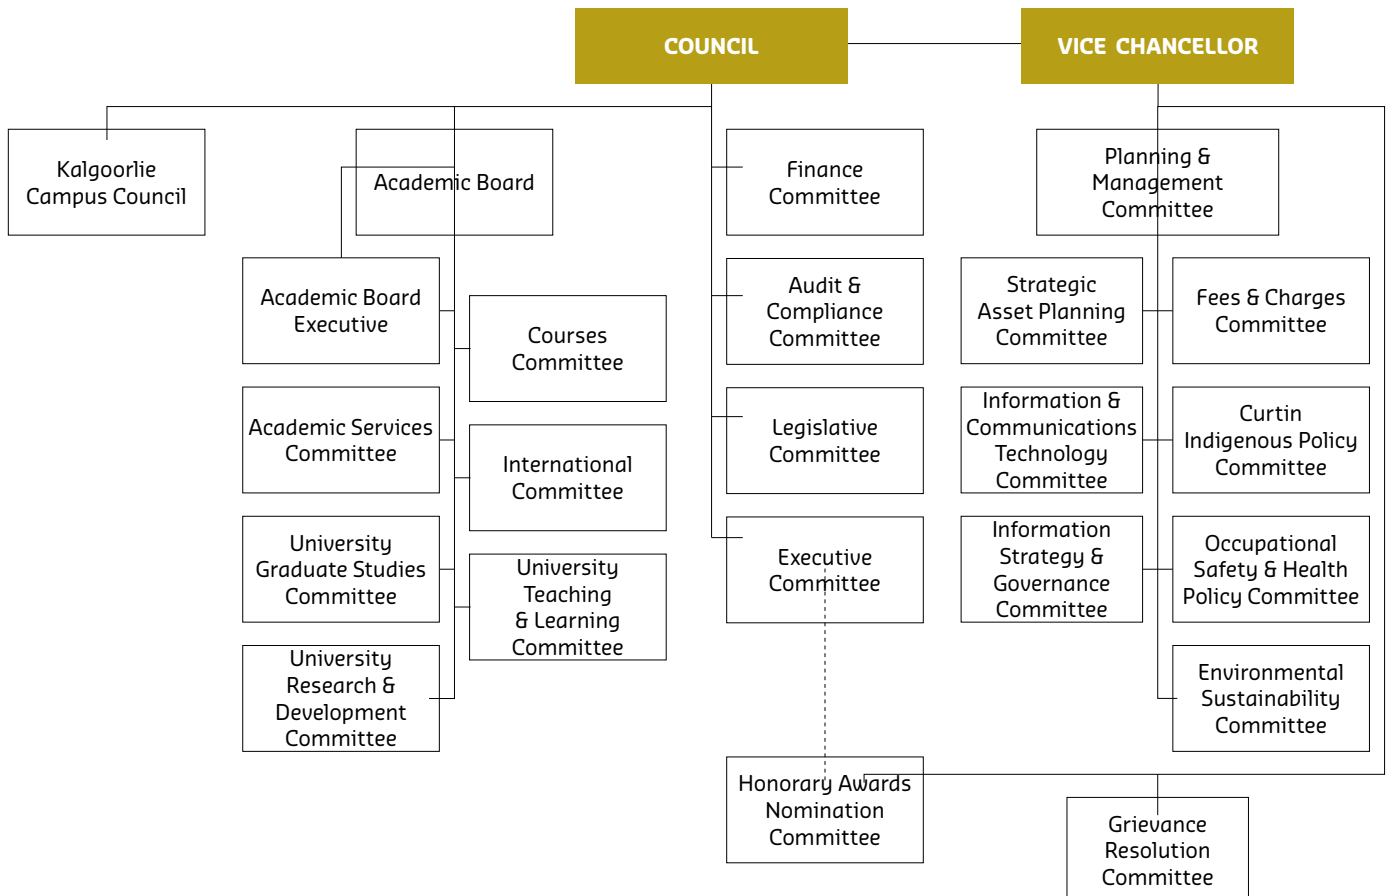 COUNCIL
VICE CHANCELLOR
Kalgoorlie
Campus Council
Academic Board
Finance
Committee
Planning &
Management
Committee
Academic Board
Executive
Courses
Committee
Audit &
Compliance
Committee
Strategic
Asset Planning
Committee
Fees & Charges
Committee
Academic Services
Committee
International
Committee
Legislative
Committee
Information &
Communications
Technology
Committee
Curtin
Indigenous Policy
Committee
University
Graduate Studies
Committee
University
Teaching
& Learning
Committee
Executive
Committee
Information
Strategy &
Governance
Committee
Occupational
Safety & Health
Policy Committee
University
Research &
Development
Committee
Environmental
Sustainability
Committee
Honorary Awards
Nomination
Committee
Grievance
Resolution
Committee